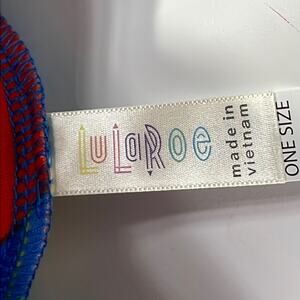 LuLaRoe
made in
vietnam
ONE SIZE